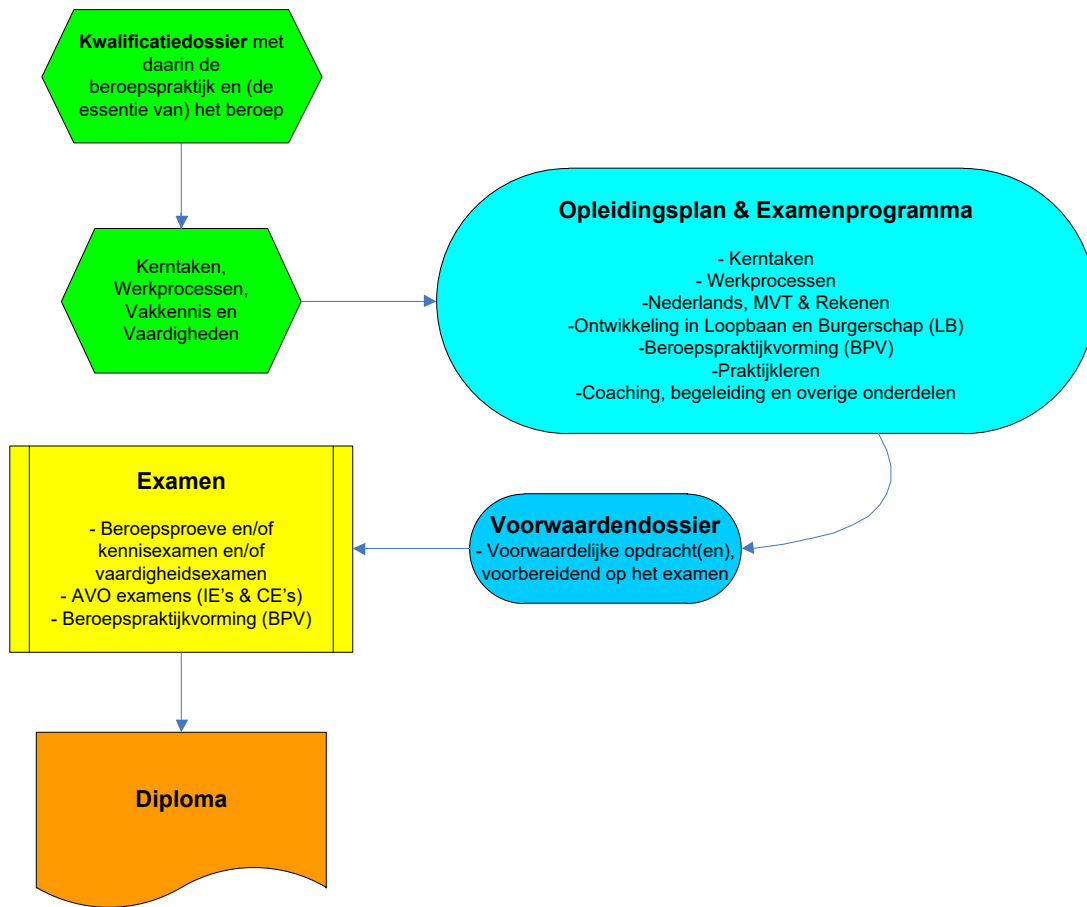 Kwalificatiedossier met
daarin de
beroepspraktijk en (de
essentie van) het beroep
Kerntaken,
Werkprocessen,
Vakkennis en
Vaardigheden
Opleidingsplan & Examenprogramma
- Kerntaken
- Werkprocessen
-Nederlands, MVT & Rekenen
-Ontwikkeling in Loopbaan en Burgerschap (LB)
-Beroepspraktijkvorming (BPV)
-Praktijkleren
-Coaching, begeleiding en overige onderdelen
Voorwaardendossier
- Voorwaardelijke opdracht(en),
voorbereidend op het examen
Examen
- Beroepsproeve en/of
kennisexamen en/of
vaardigheidsexamen
- AVO examens (IE's & CE's)
- Beroepspraktijkvorming (BPV)
Diploma